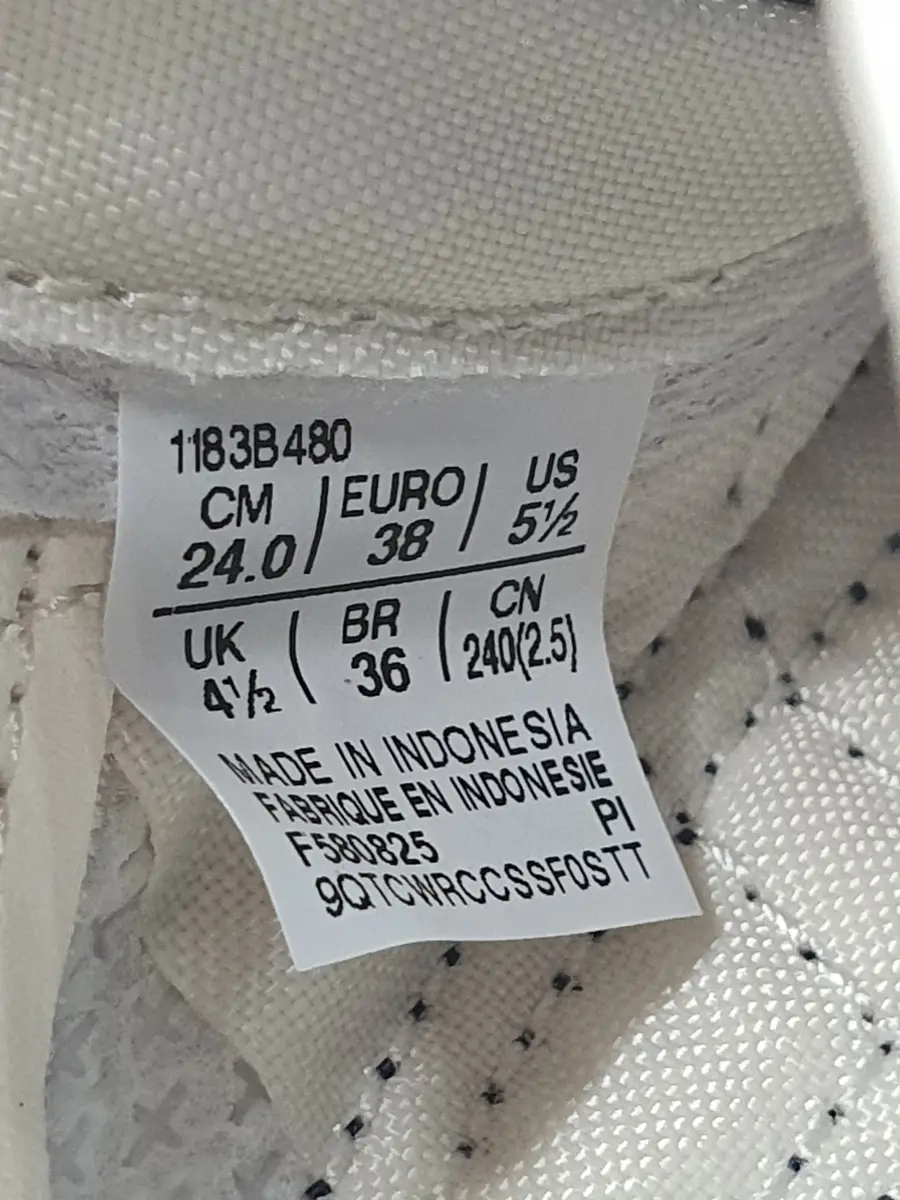 1183B480
CM / EURO / US
24.0 / 38 / 5½
UK / BR / CN
4½ / 36 / 240(2.5)
MADE IN INDONESIA
FABRIQUE EN INDONESIE
F580825 PI
9QTCWRCCSSF0STT